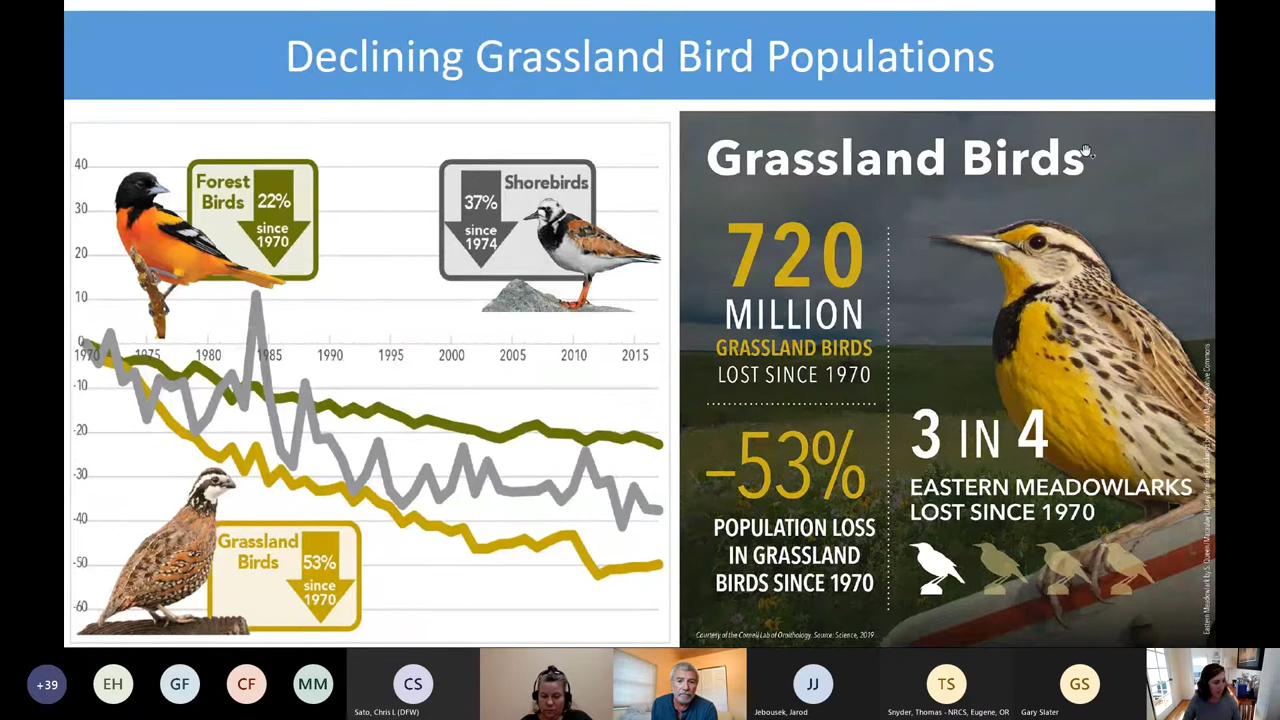 Declining Grassland Bird Populations
40
30
20
10
0
-10
-20
-30
-40
-50
-60
1970
1975
1980
1985
1990
1995
2000
2005
2010
2015
Forest
Birds
22%
since
1970
37%
since
1974
Shorebirds
Grassland
Birds
53%
since
1970
Grassland Birds
720
MILLION
GRASSLAND BIRDS
LOST SINCE 1970
-53%
POPULATION LOSS
IN GRASSLAND
BIRDS SINCE 1970
3 IN 4
EASTERN MEADOWLARKS
LOST SINCE 1970
Courtesy of the Cornell Lab of Ornithology. Source: Science, 2019
+39
EH
GF
CF
MM
CS
Sato, Chris L (DFW)
JJ
Jebousek, Jarod
TS
Snyder, Thomas - NRCS, Eugene, OR
GS
Gary Slater